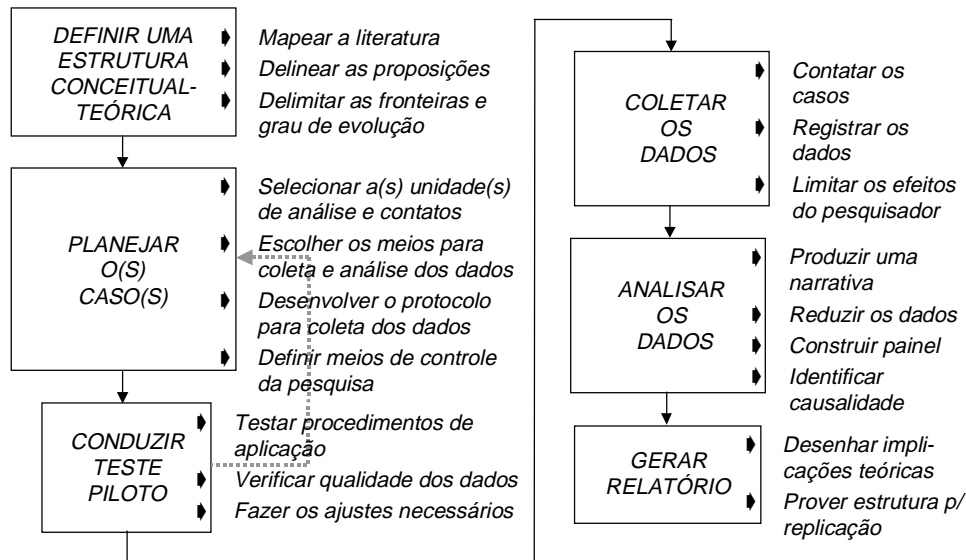 DEFINIR UMA
ESTRUTURA
CONCEITUAL-
TEÓRICA
Mapear a literatura
Delinear as proposições
Delimitar as fronteiras e
grau de evolução
PLANEJAR
O(S)
CASO(S)
Selecionar a(s) unidade(s)
de análise e contatos
Escolher os meios para
coleta e análise dos dados
Desenvolver o protocolo
para coleta dos dados
Definir meios de controle
da pesquisa
CONDUZIR
TESTE
PILOTO
Testar procedimentos de
aplicação
Verificar qualidade dos dados
Fazer os ajustes necessários
COLETAR
OS
DADOS
Contatar os
casos
Registrar os
dados
Limitar os efeitos
do pesquisador
ANALISAR
OS
DADOS
Produzir uma
narrativa
Reduzir os dados
Construir painel
Identificar
causalidade
GERAR
RELATÓRIO
Desenhar impli-
cações teóricas
Prover estrutura p/
replicação